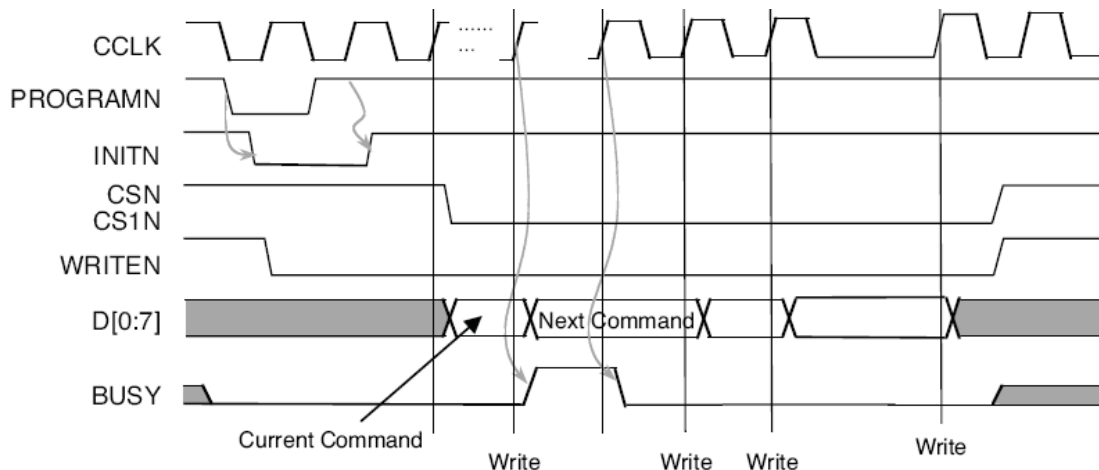 CCLK
......
...
PROGRAMN
INITN
CSN
CS1N
WRITEN
D[0:7]
Next Command
BUSY
Current Command
Write
Write
Write
Write